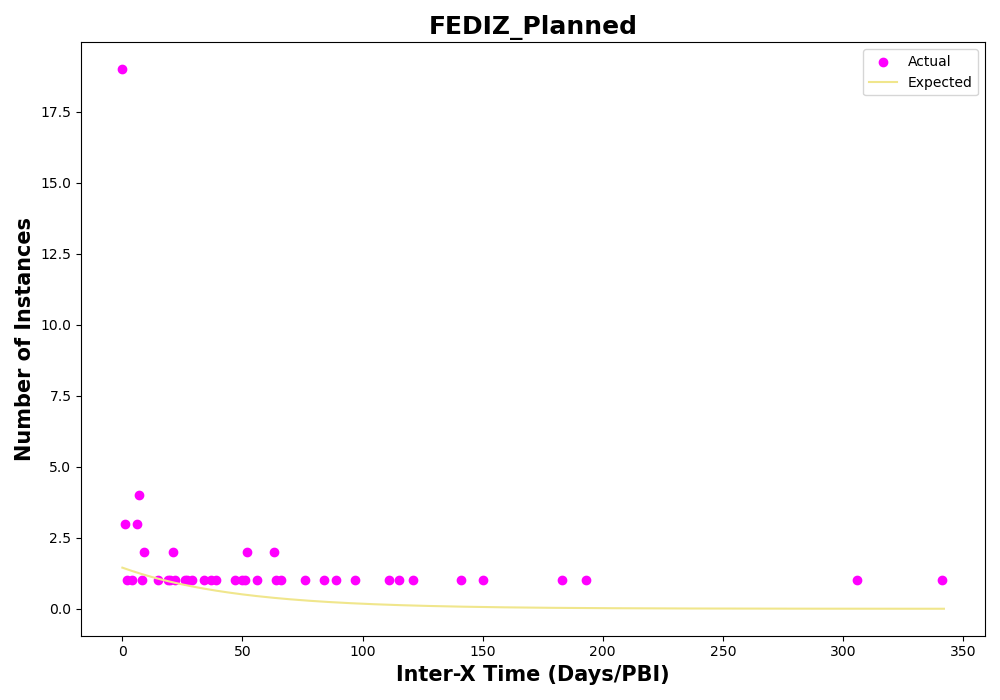 FEDIZ_Planned
Actual
Expected
17.5
15.0
12.5
10.0
7.5
5.0
2.5
0.0
Number of Instances
0 50 100 150 200 250 300 350
Inter-X Time (Days/PBI)